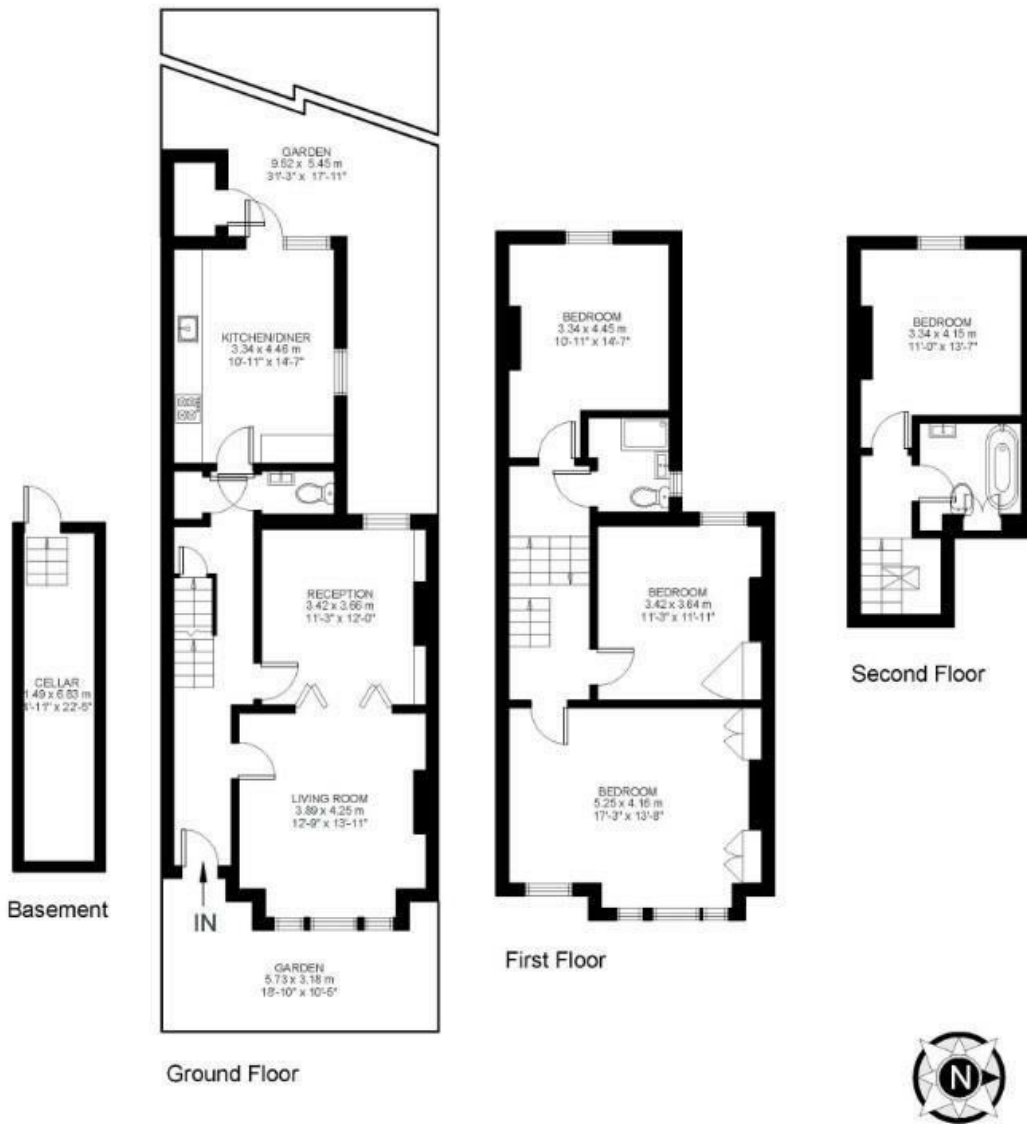 GARDEN
9.52 x 5.45 m
31'-3" x 17'-11"
KITCHEN/DINER
3.34 x 4.46 m
10'-11" x 14'-7"
RECEPTION
3.42 x 3.66 m
11'-3" x 12'-0"
LIVING ROOM
3.89 x 4.25 m
12'-9" x 13'-11"
IN
GARDEN
5.73 x 3.18 m
18'-10" x 10'-5"
Ground Floor
CELLAR
1.49 x 6.83 m
4'-11" x 22'-5"
Basement
BEDROOM
3.34 x 4.45 m
10'-11" x 14'-7"
BEDROOM
3.42 x 3.64 m
11'-3" x 11'-11"
BEDROOM
5.25 x 4.16 m
17'-3" x 13'-8"
First Floor
BEDROOM
3.34 x 4.15 m
11'-0" x 13'-7"
Second Floor
N